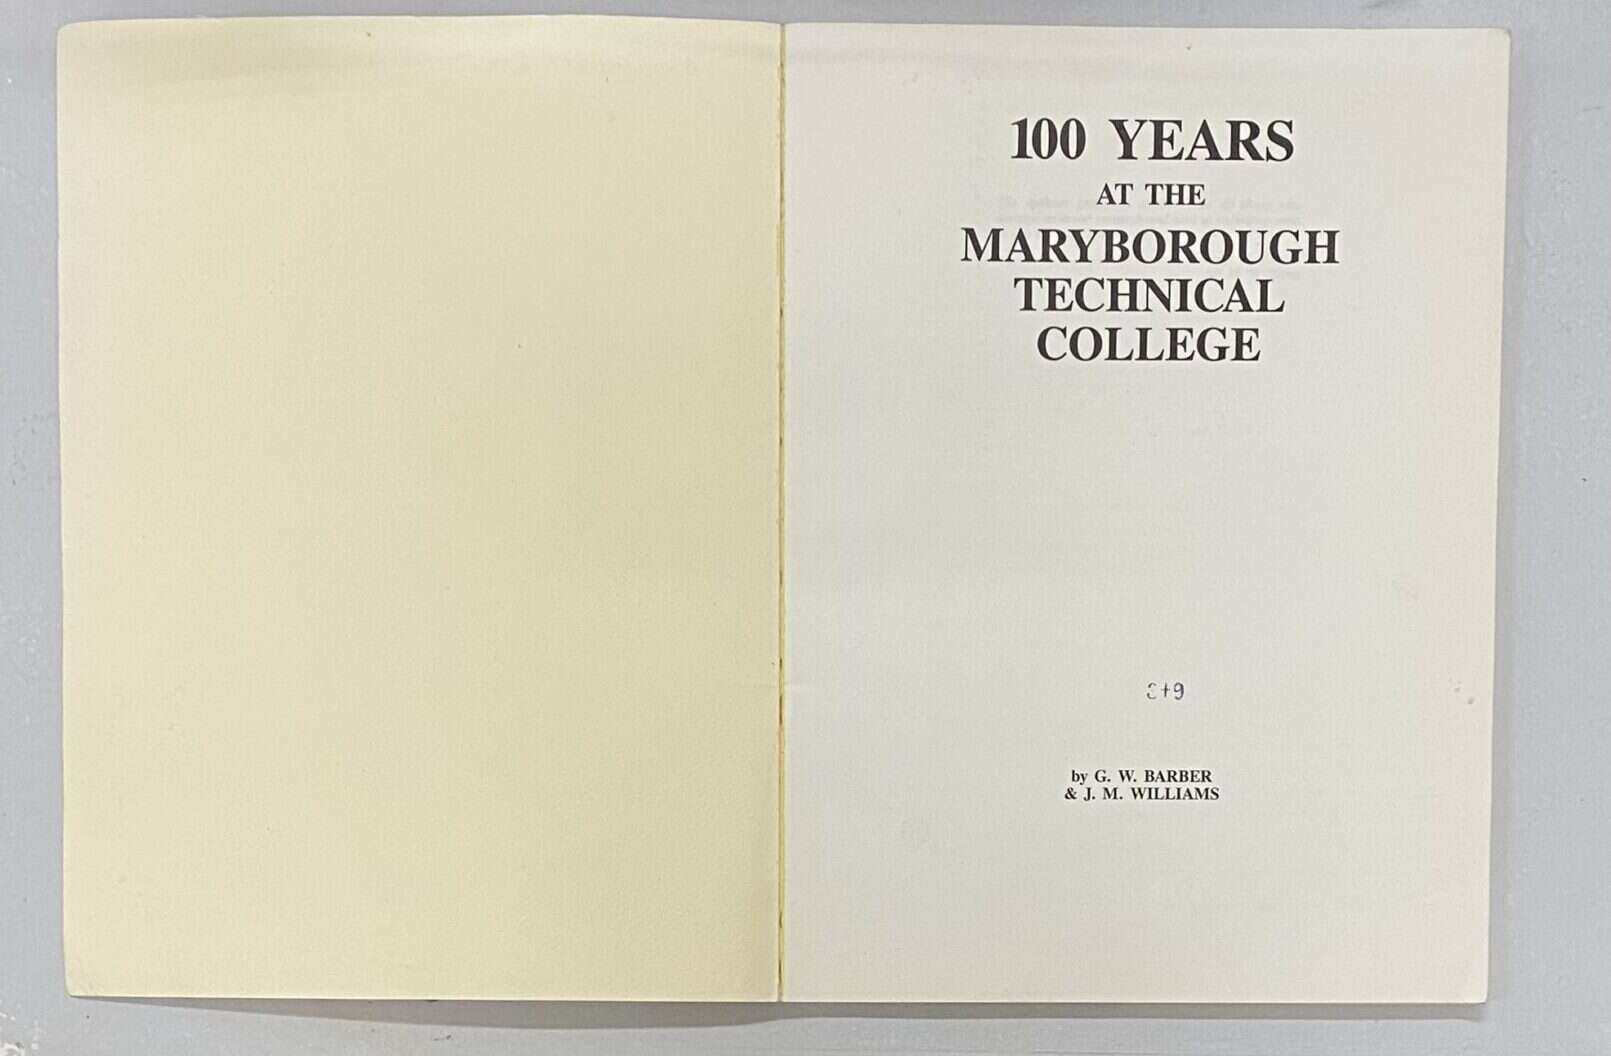 100 YEARS
AT THE
MARYBOROUGH
TECHNICAL
COLLEGE
by G. W. BARBER
& J. M. WILLIAMS